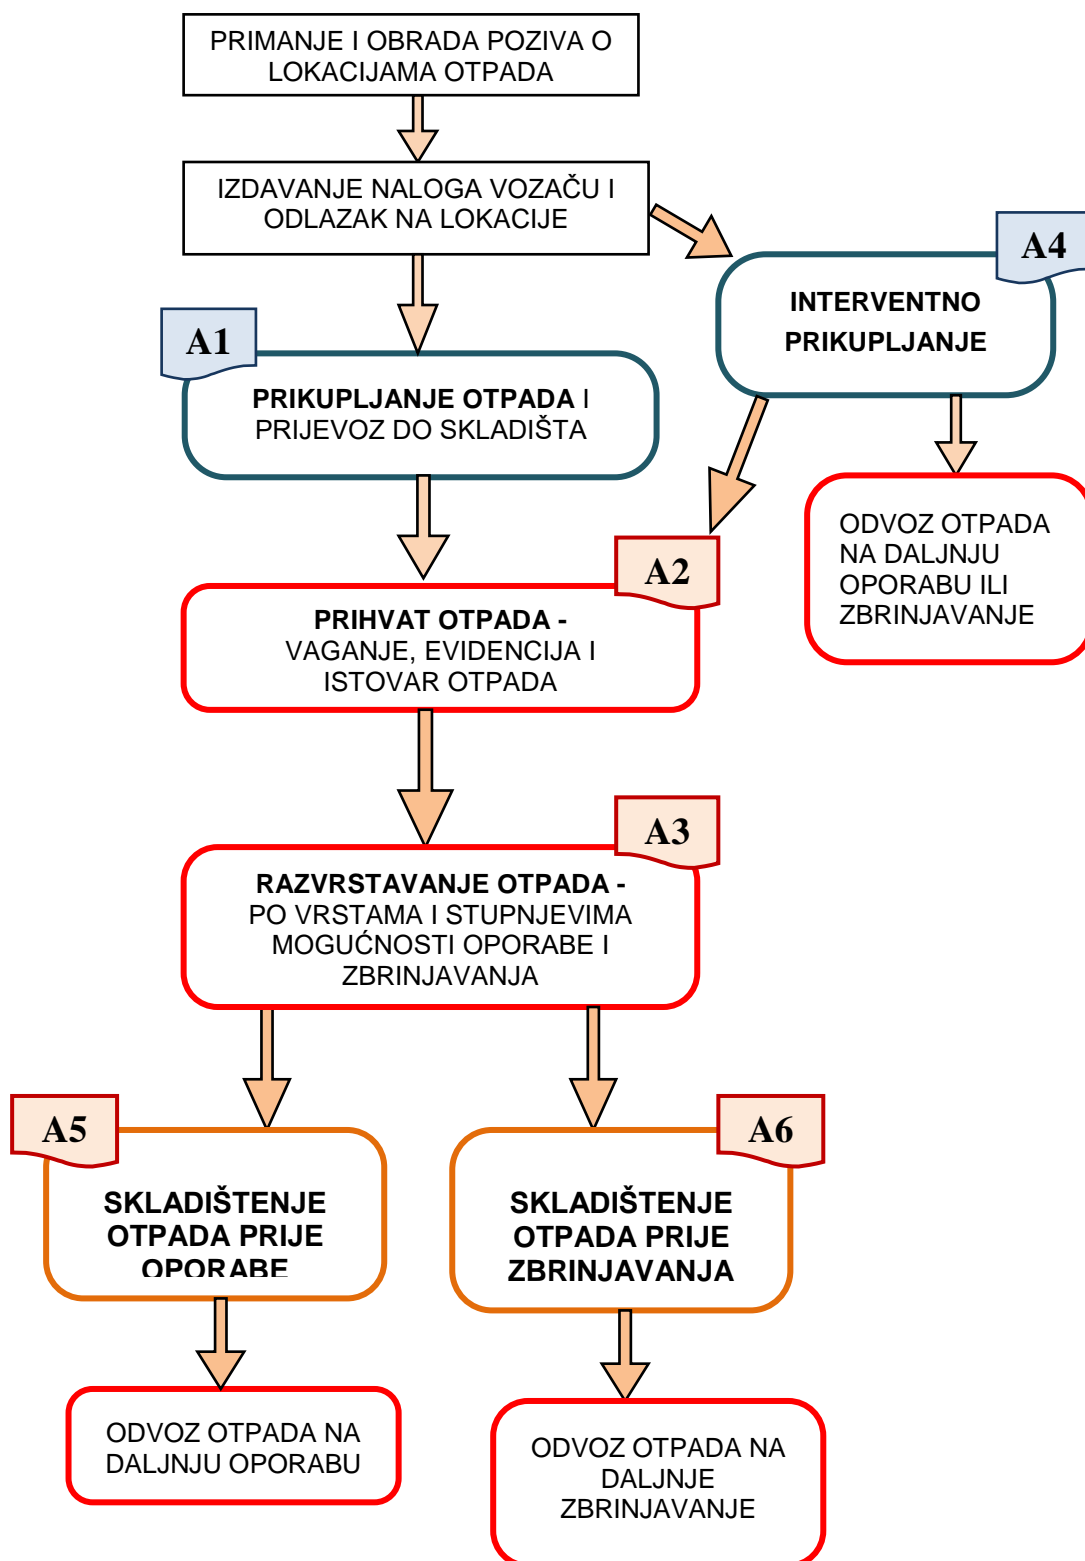 PRIMANJE I OBRADA POZIVA O
LOKACIJAMA OTPADA
IZDAVANJE NALOGA VOZAČU I
ODLAZAK NA LOKACIJE
A4
INTERVENTNO
PRIKUPLJANJE
A1
PRIKUPLJANJE OTPADA I
PRIJEVOZ DO SKLADIŠTA
ODVOZ OTPADA
NA DALJNJU
OPORABU ILI
ZBRINJAVANJE
A2
PRIHVAT OTPADA -
VAGANJE, EVIDENCIJA I
ISTOVAR OTPADA
A3
RAZVRSTAVANJE OTPADA -
PO VRSTAMA I STUPNJEVIMA
MOGUĆNOSTI OPORABE I
ZBRINJAVANJA
A5
SKLADIŠTENJE
OTPADA PRIJE
OPORABE
A6
SKLADIŠTENJE
OTPADA PRIJE
ZBRINJAVANJA
ODVOZ OTPADA NA
DALJNJU OPORABU
ODVOZ OTPADA NA
DALJNJE
ZBRINJAVANJE